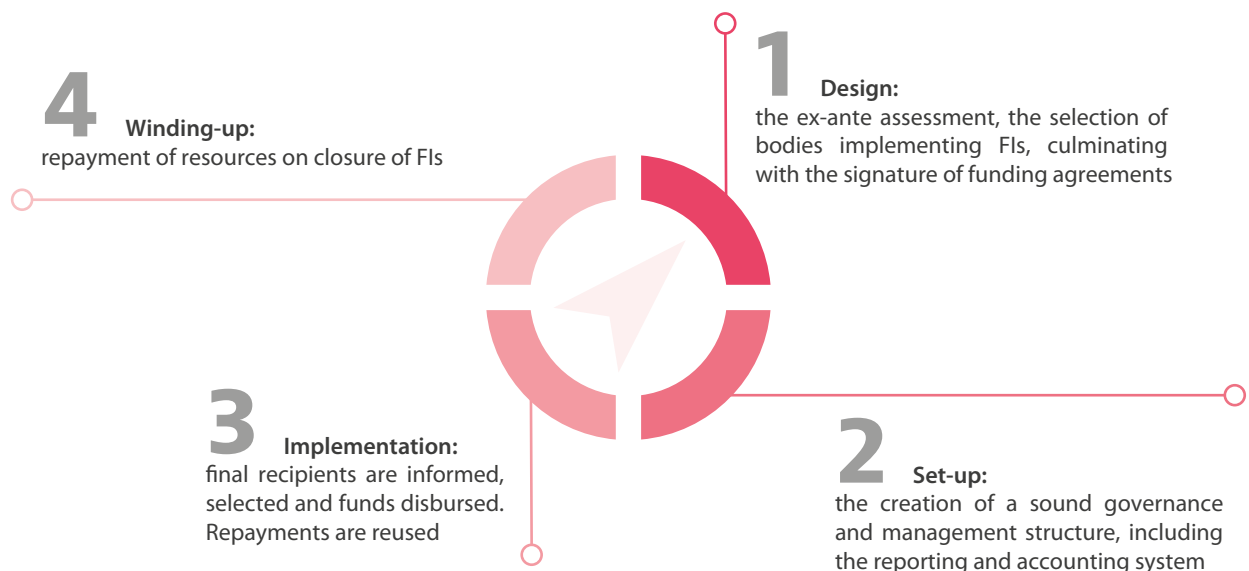 1 Design:
the ex-ante assessment, the selection of
bodies implementing FIs, culminating
with the signature of funding agreements
2 Set-up:
the creation of a sound governance
and management structure, including
the reporting and accounting system
3 Implementation:
final recipients are informed,
selected and funds disbursed.
Repayments are reused
4 Winding-up:
repayment of resources on closure of FIs